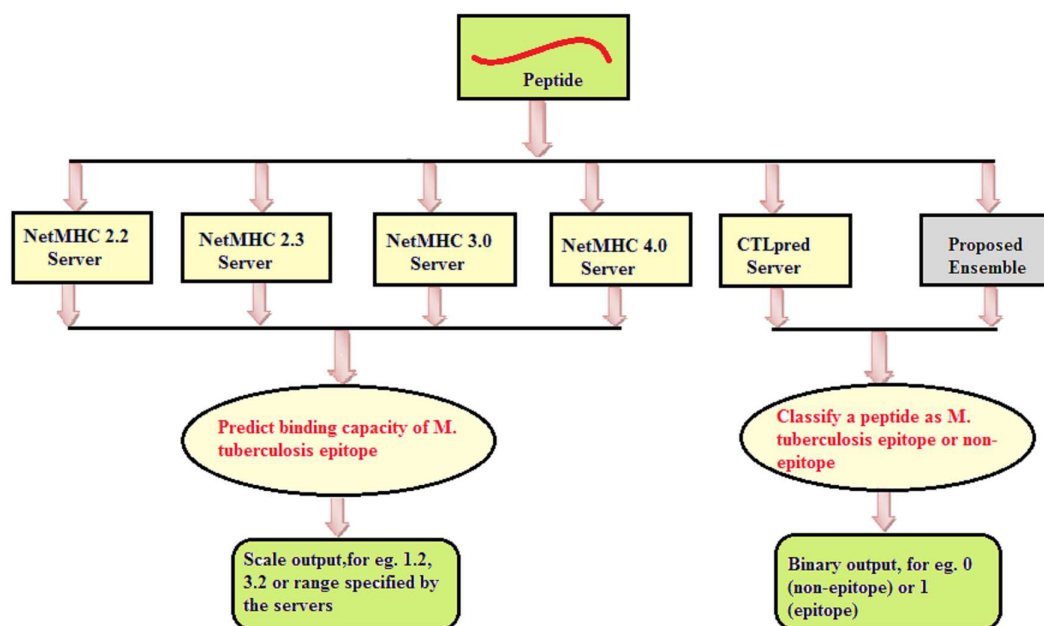 Peptide
NetMHC 2.2
Server
NetMHC 2.3
Server
NetMHC 3.0
Server
NetMHC 4.0
Server
CTLpred
Server
Proposed
Ensemble
Predict binding capacity of M.
tuberculosis epitope
Classify a peptide as M.
tuberculosis epitope or non-
epitope
Scale output,for eg. 1.2,
3.2 or range specified by
the servers
Binary output, for eg. 0
(non-epitope) or 1
(epitope)